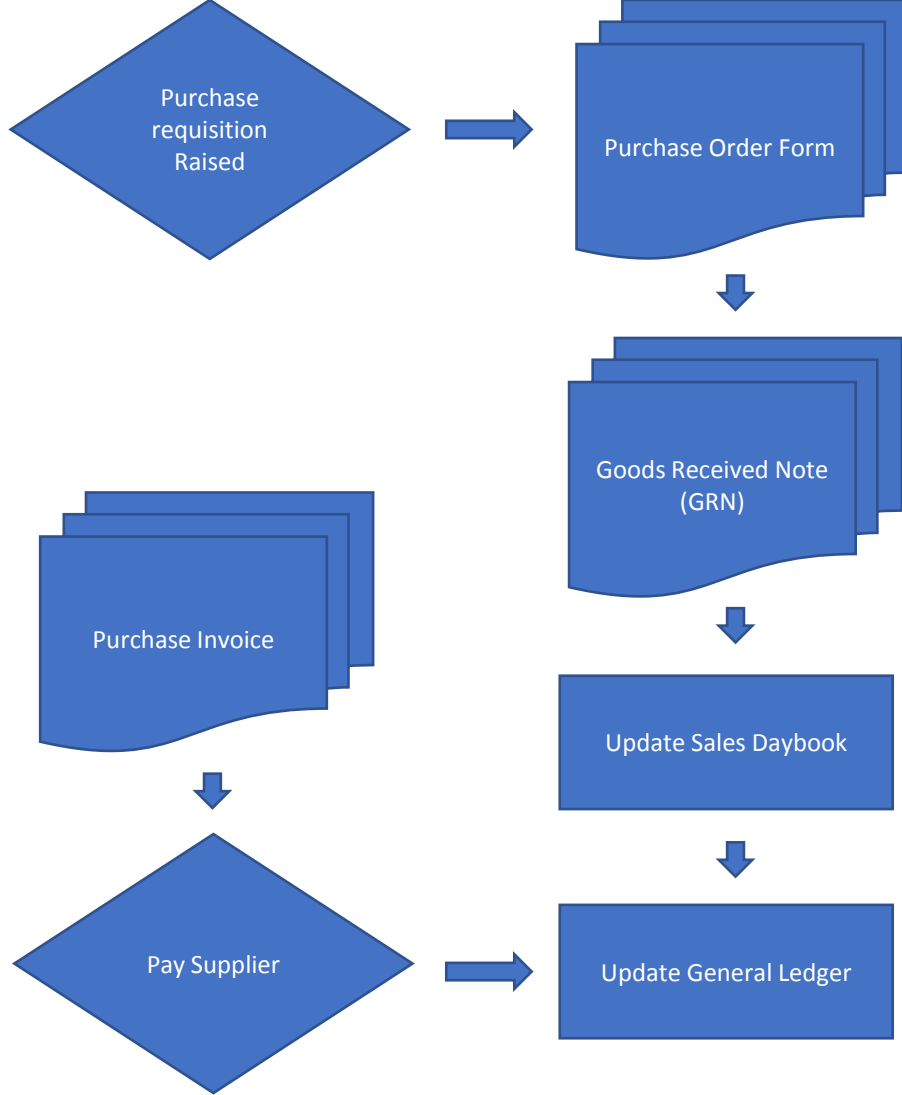 Purchase
requisition
Raised
Purchase Order Form
Goods Received Note
(GRN)
Purchase Invoice
Update Sales Daybook
Pay Supplier
Update General Ledger